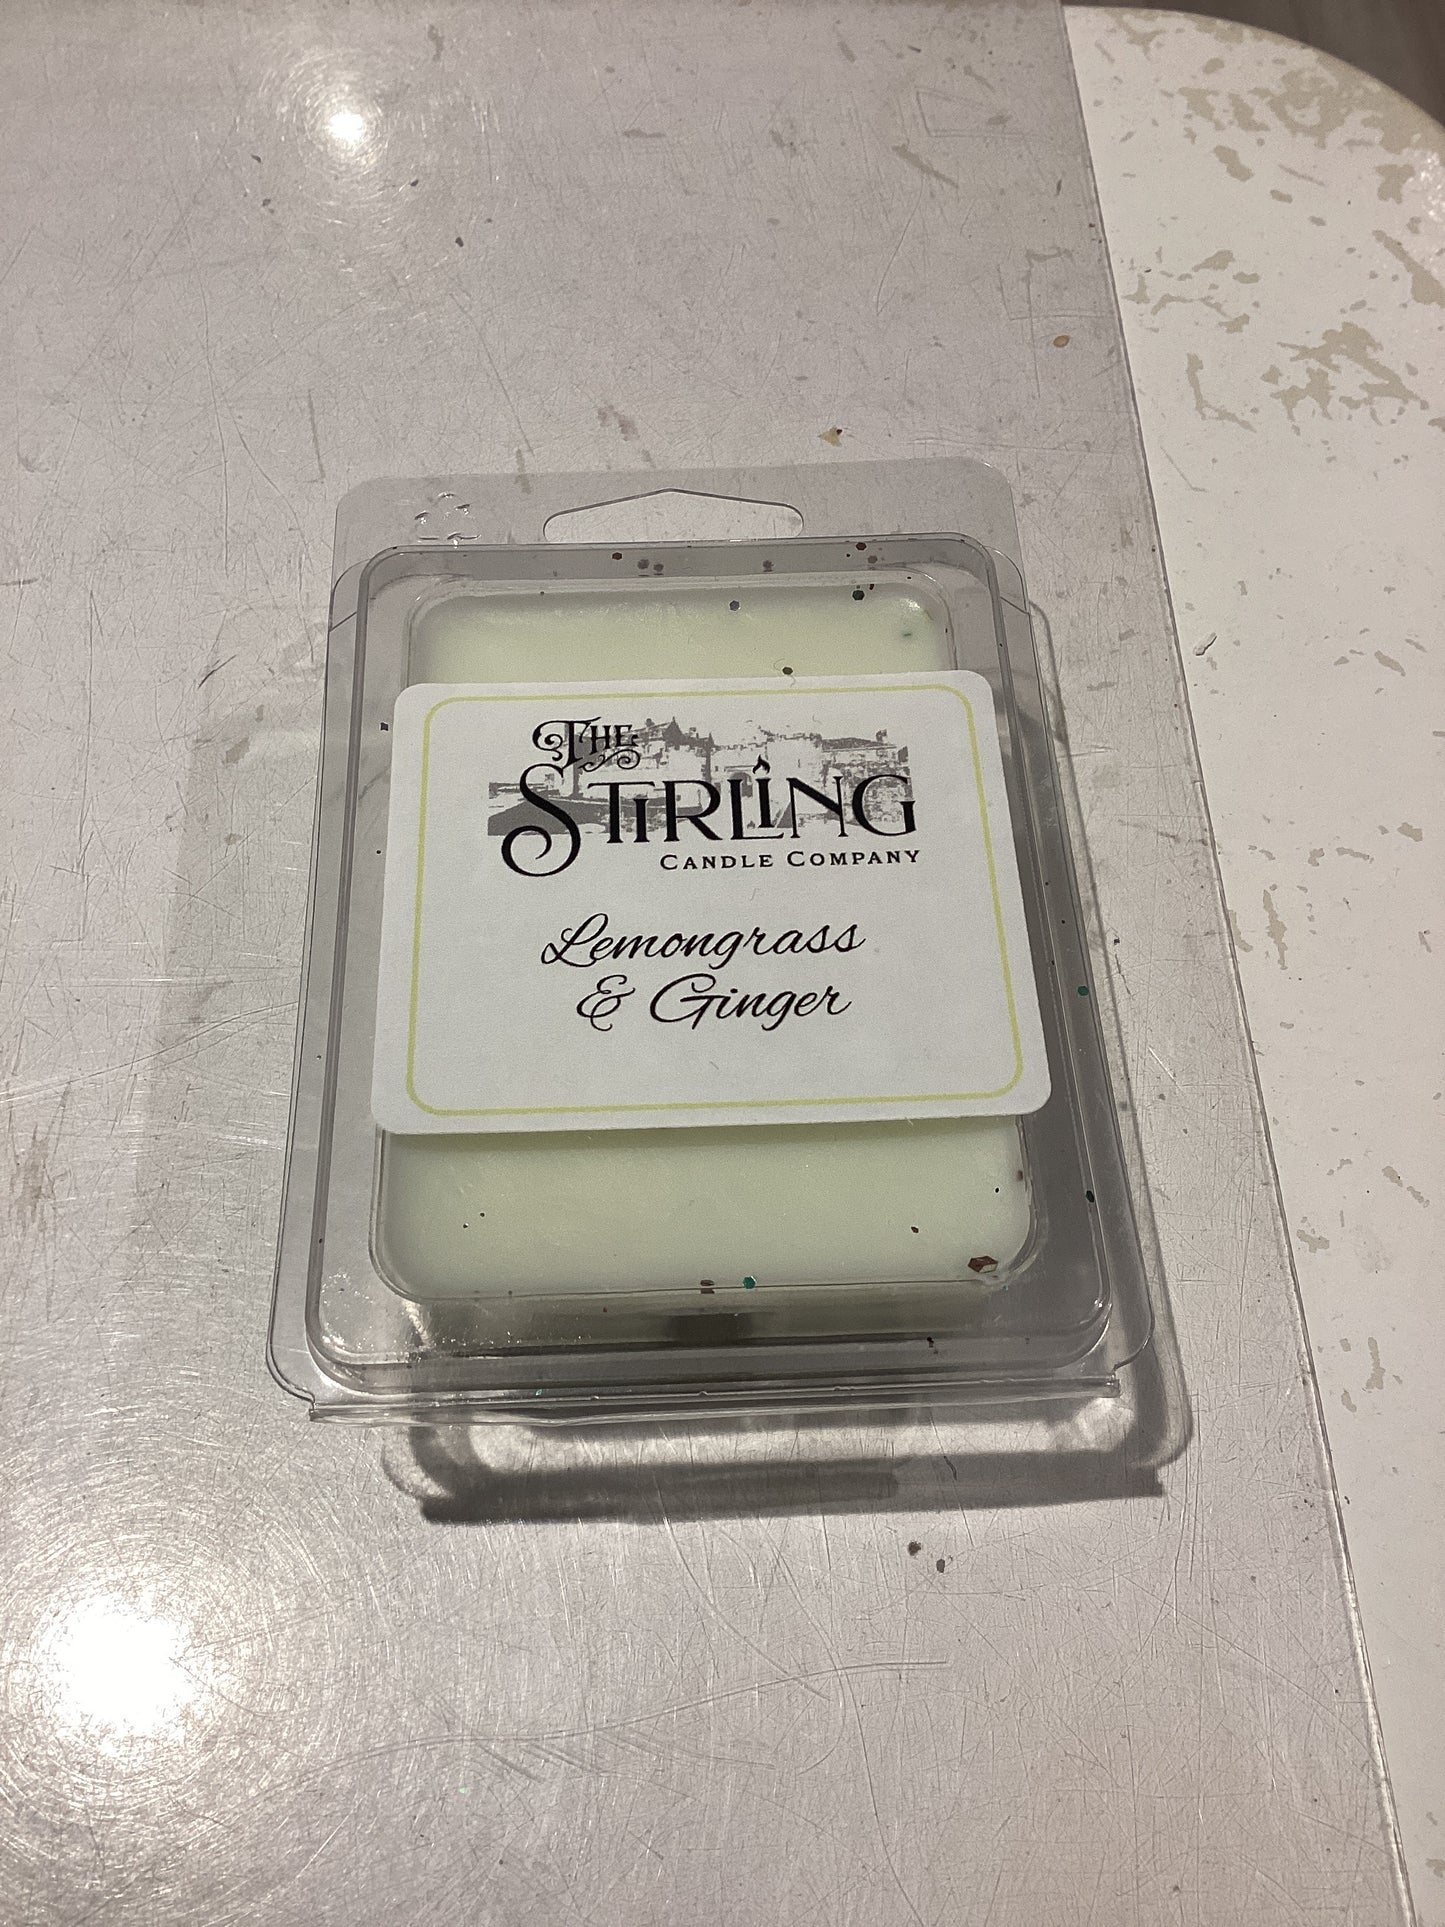 The
Stirling
Candle Company
Lemongrass
& Ginger